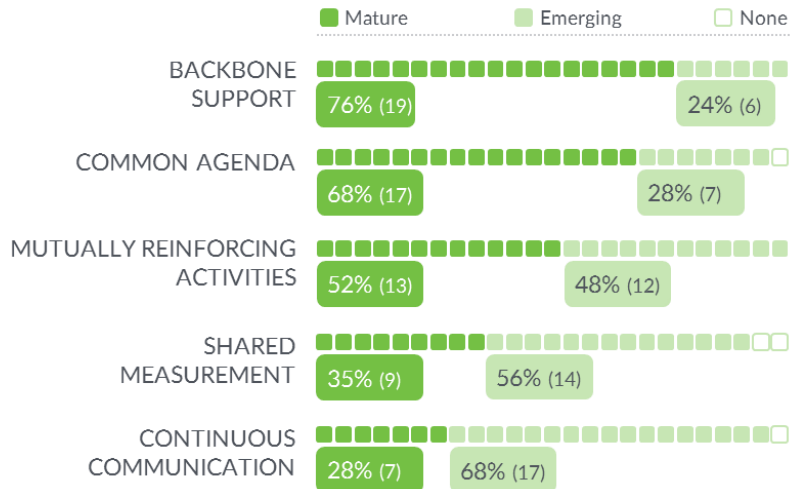 Mature Emerging None
BACKBONE
SUPPORT
76% (19) 24% (6)
COMMON AGENDA
68% (17) 28% (7)
MUTUALLY REINFORCING
ACTIVITIES
52% (13) 48% (12)
SHARED
MEASUREMENT
35% (9) 56% (14)
CONTINUOUS
COMMUNICATION
28% (7) 68% (17)